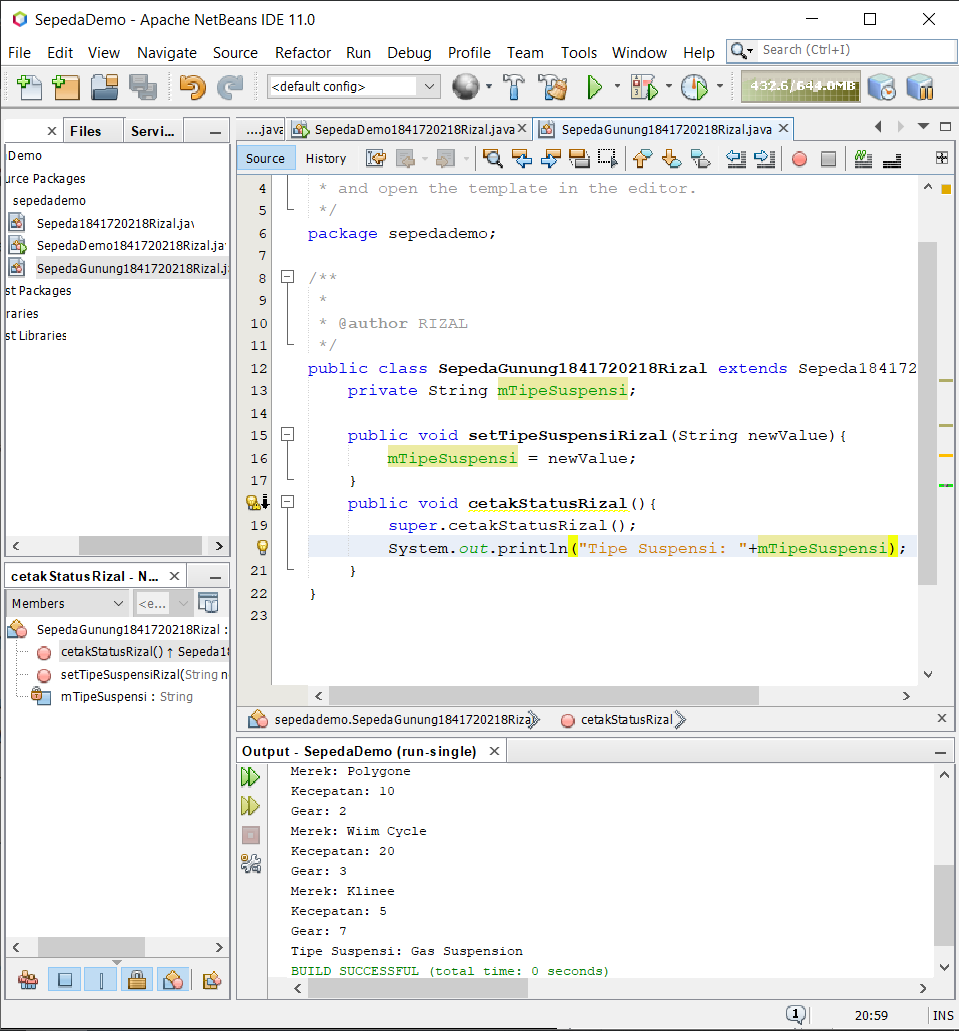 SepedaDemo - Apache NetBeans IDE 11.0
File Edit View Navigate Source Refactor Run Debug Profile Team Tools Window Help
Search (Ctrl+I)
<default config>
432.6/644.0MB
Files Servi...
...java SepedaDemo1841720218Rizal.java SepedaGunung1841720218Rizal.java
Demo
urce Packages
sepedademo
Sepeda1841720218Rizal.jav
SepedaDemo1841720218Rizal.ja
SepedaGunung1841720218Rizal.j
st Packages
raries
st Libraries
Source History
4 * and open the template in the editor.
5 */
6 package sepedademo;
7
8 /**
9 *
10 * @author RIZAL
11 */
12 public class SepedaGunung1841720218Rizal extends Sepeda184172
13 private String mTipeSuspensi;
14
15 public void setTipeSuspensiRizal(String newValue){
16 mTipeSuspensi = newValue;
17 }
public void cetakStatusRizal(){
19 super.cetakStatusRizal();
System.out.println("Tipe Suspensi: "+mTipeSuspensi);
21 }
22 }
23
cetakStatusRizal - N...
Members
<e...
SepedaGunung1841720218Rizal :
cetakStatusRizal() ↑ Sepeda18
setTipeSuspensiRizal(String n
mTipeSuspensi : String
sepedademo.SepedaGunung1841720218Rizal cetakStatusRizal
Output - SepedaDemo (run-single)
Merek: Polygone
Kecepatan: 10
Gear: 2
Merek: Wiim Cycle
Kecepatan: 20
Gear: 3
Merek: Klinee
Kecepatan: 5
Gear: 7
Tipe Suspensi: Gas Suspension
BUILD SUCCESSFUL (total time: 0 seconds)
1 20:59 INS